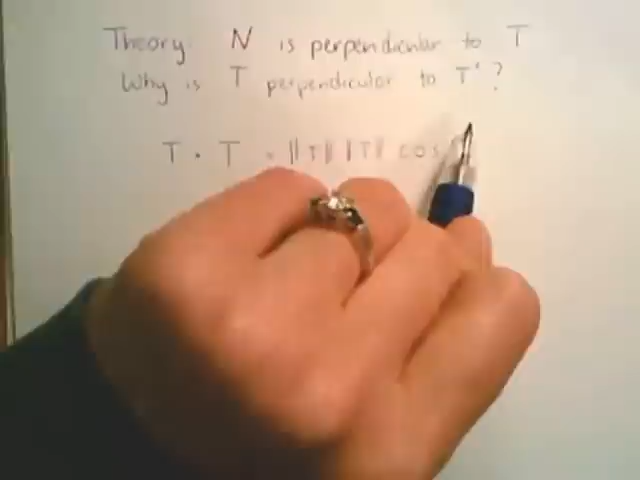 Theory: N is perpendicular to T
Why is T perpendicular to T' ?
T • T = ||T|| ||T|| cos